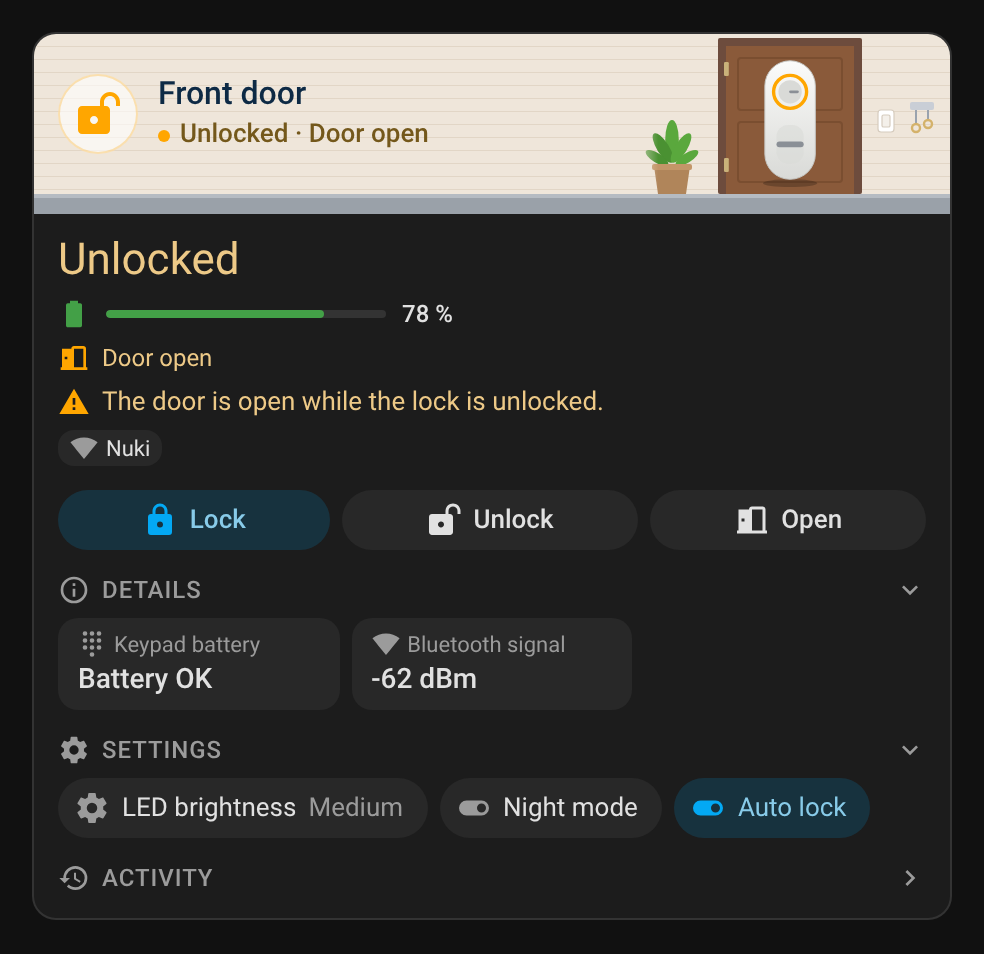 Front door
Unlocked · Door open
Unlocked
78 %
Door open
The door is open while the lock is unlocked.
Nuki
Lock
Unlock
Open
DETAILS
Keypad battery
Battery OK
Bluetooth signal
-62 dBm
SETTINGS
LED brightness Medium
Night mode
Auto lock
ACTIVITY